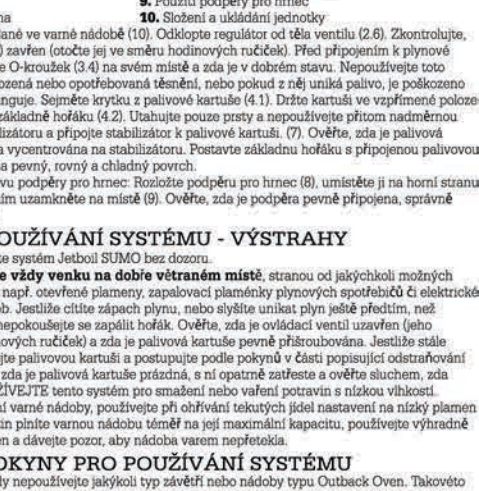 9. Použití podpěry pro hrnec
na 10. Složení a ukládání jednotky
ané ve varné nádobě (10). Odklopte regulátor od těla ventilu (2.6). Zkontrolujte,
) zavřen (otočte jej ve směru hodinových ručiček). Před připojením k plynové
e O-kroužek (3.4) na svém místě a zda je v dobrém stavu. Nepoužívejte toto
ozená nebo opotřebovaná těsnění, nebo pokud z něj uniká palivo, je poškozeno
nguje. Sejměte krytku z palivové kartuše (4.1). Držte kartuši ve vzpřímené poloze
základně hořáku (4.2). Utahujte pouze prsty a nepoužívejte přitom nadměrnou
lizátoru a připojte stabilizátor k palivové kartuši. (7). Ověřte, zda je palivová
a vycentrována na stabilizátoru. Postavte základnu hořáku s připojenou palivovou
a pevný, rovný a chladný povrch.
vu podpěry pro hrnec: Rozložte podpěru pro hrnec (8), umístěte ji na horní stranu
ím uzamkněte na místě (9). Ověřte, zda je podpěra pevně připojena, správně
OUŽÍVÁNÍ SYSTÉMU - VÝSTRAHY
te systém Jetboil SUMO bez dozoru.
e vždy venku na dobře větraném místě, stranou od jakýchkoli možných
např. otevřené plameny, zapalovací plaménky plynových spotřebičů či elektrické
b. Jestliže cítíte zápach plynu, nebo slyšíte unikat plyn ještě předtím, než
nepokoušejte se zapálit hořák. Ověřte, zda je ovládací ventil uzavřen (jeho
ových ručiček) a zda je palivová kartuše pevně přišroubována. Jestliže stále
jte palivovou kartuši a postupujte podle pokynů v části popisující odstraňování
zda je palivová kartuše prázdná, s ní opatrně zatřeste a ověřte sluchem, zda
ŽÍVEJTE tento systém pro smažení nebo vaření potravin s nízkou vlhkostí.
ní varné nádoby, používejte při ohřívání tekutých jídel nastavení na nízký plamen
tin plníte varnou nádobu téměř na její maximální kapacitu, používejte výhradně
en a dávejte pozor, aby nádoba varem nepřetekla.
OKYNY PRO POUŽÍVÁNÍ SYSTÉMU
dy nepoužívejte jakýkoli typ závětří nebo nádoby typu Outback Oven. Takovéto